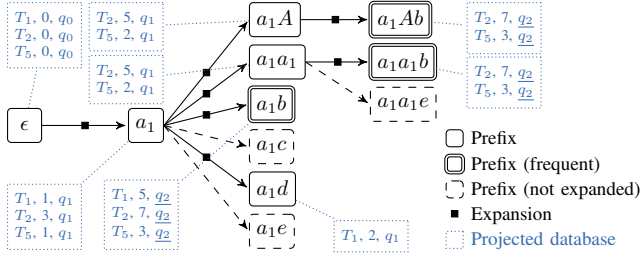 T₁, 0, q₀
T₂, 0, q₀
T₅, 0, q₀
T₂, 5, q₁
T₅, 2, q₁
a₁A
a₁Ab
T₂, 7, q₂
T₅, 3, q₂
T₂, 5, q₁
T₅, 2, q₁
a₁a₁
a₁a₁b
T₂, 7, q₂
T₅, 3, q₂
ϵ
a₁
a₁b
a₁a₁e
a₁c
a₁d
a₁e
T₁, 1, q₁
T₂, 3, q₁
T₅, 1, q₁
T₁, 5, q₂
T₂, 7, q₂
T₅, 3, q₂
T₁, 2, q₁
Prefix
Prefix (frequent)
Prefix (not expanded)
Expansion
Projected database